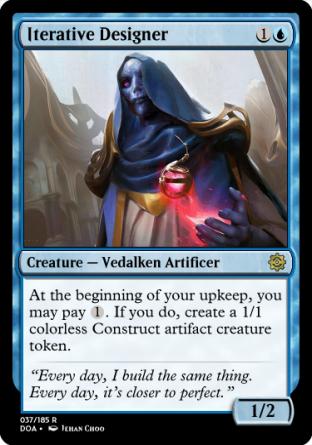 Iterative Designer 1
Creature — Vedalken Artificer
At the beginning of your upkeep, you
may pay 1. If you do, create a 1/1
colorless Construct artifact creature
token.
“Every day, I build the same thing.
Every day, it’s closer to perfect.”
1/2
037/185 R
DOA • Jehan Choo